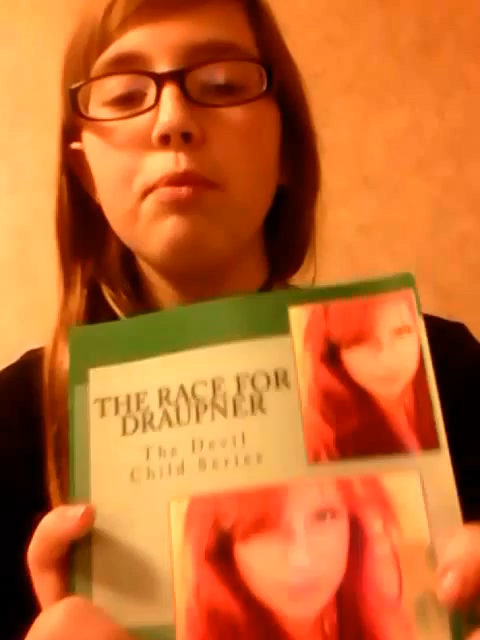 THE RACE FOR
DRAUPNER
The Devil
Child Series